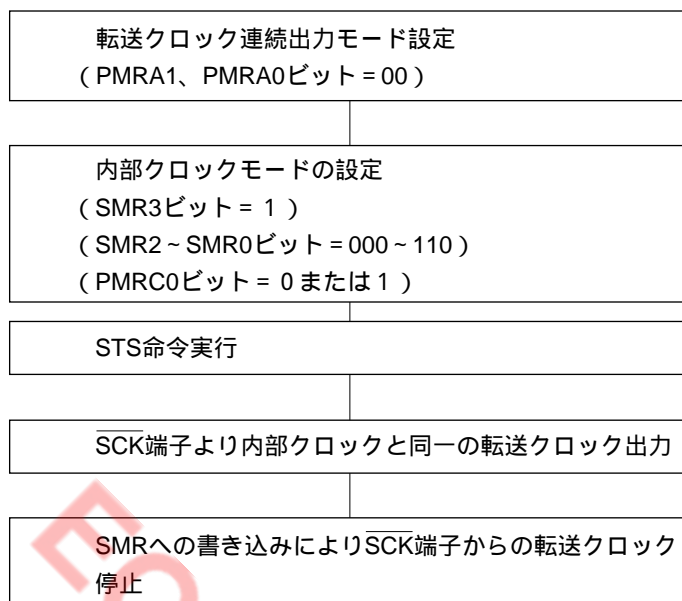 転送クロック連続出力モード設定
（PMRA1、PMRA0ビット＝00）
内部クロックモードの設定
（SMR3ビット＝１）
（SMR2～SMR0ビット＝000～110）
（PMRC0ビット＝０または１）
STS命令実行
SCK端子より内部クロックと同一の転送クロック出力
SMRへの書き込みによりSCK端子からの転送クロック
停止